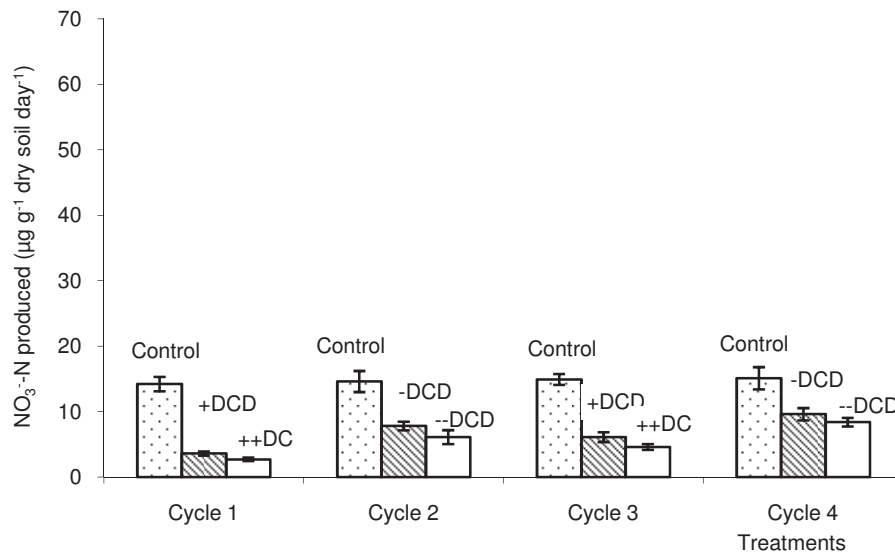 NO₃⁻-N produced (µg g⁻¹ dry soil day⁻¹)
70
60
50
40
30
20
10
0
Control
+DCD
++DC
Control
-DCD
--DCD
Control
+DCD
++DC
Control
-DCD
--DCD
Cycle 1
Cycle 2
Cycle 3
Cycle 4
Treatments